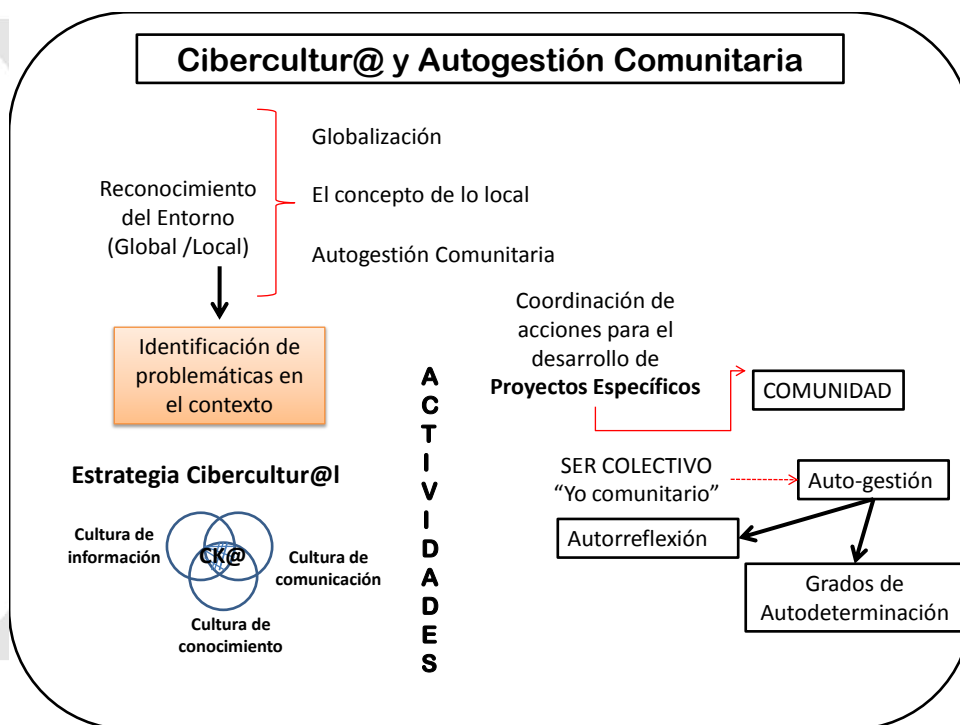 Cibercultur@ y Autogestión Comunitaria
Globalización
El concepto de lo local
Autogestión Comunitaria
Reconocimiento
del Entorno
(Global /Local)
Identificación de
problemáticas en
el contexto
Estrategia Cibercultur@l
Cultura de
información
CK@
Cultura de
comunicación
Cultura de
conocimiento
A
C
T
I
V
I
D
A
D
E
S
Coordinación de
acciones para el
desarrollo de
Proyectos Específicos
COMUNIDAD
SER COLECTIVO
“Yo comunitario”
Auto-gestión
Autorreflexión
Grados de
Autodeterminación